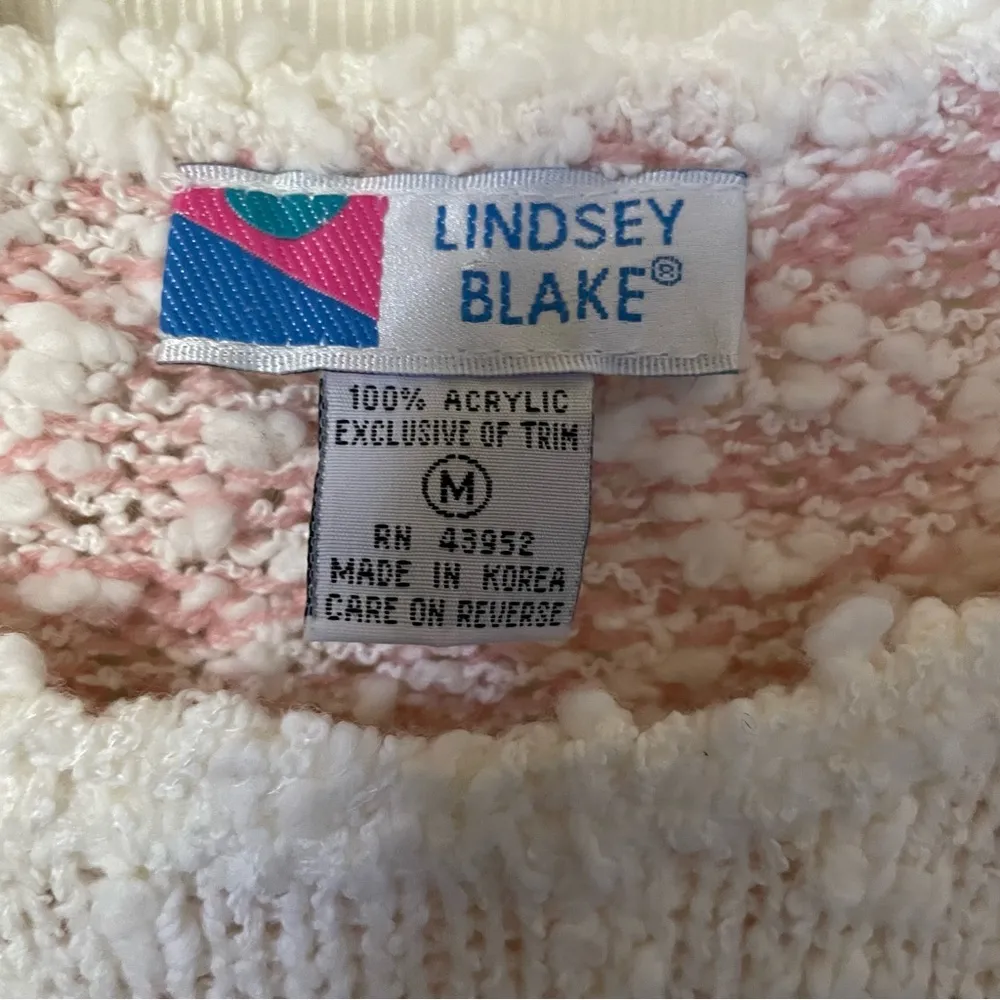 LINDSEY
BLAKE®
100% ACRYLIC
EXCLUSIVE OF TRIM
M
RN 43952
MADE IN KOREA
CARE ON REVERSE